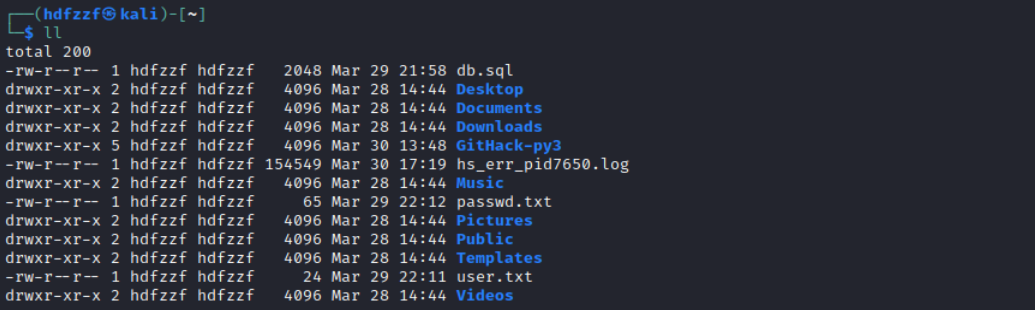 ┌──(hdfzzf㉿kali)-[~]
└─$ ll
total 200
-rw-r--r-- 1 hdfzzf hdfzzf   2048 Mar 29 21:58 db.sql
drwxr-xr-x 2 hdfzzf hdfzzf   4096 Mar 28 14:44 Desktop
drwxr-xr-x 2 hdfzzf hdfzzf   4096 Mar 28 14:44 Documents
drwxr-xr-x 2 hdfzzf hdfzzf   4096 Mar 28 14:44 Downloads
drwxr-xr-x 5 hdfzzf hdfzzf   4096 Mar 30 13:48 GitHack-py3
-rw-r--r-- 1 hdfzzf hdfzzf 154549 Mar 30 17:19 hs_err_pid7650.log
drwxr-xr-x 2 hdfzzf hdfzzf   4096 Mar 28 14:44 Music
-rw-r--r-- 1 hdfzzf hdfzzf     65 Mar 29 22:12 passwd.txt
drwxr-xr-x 2 hdfzzf hdfzzf   4096 Mar 28 14:44 Pictures
drwxr-xr-x 2 hdfzzf hdfzzf   4096 Mar 28 14:44 Public
drwxr-xr-x 2 hdfzzf hdfzzf   4096 Mar 28 14:44 Templates
-rw-r--r-- 1 hdfzzf hdfzzf     24 Mar 29 22:11 user.txt
drwxr-xr-x 2 hdfzzf hdfzzf   4096 Mar 28 14:44 Videos